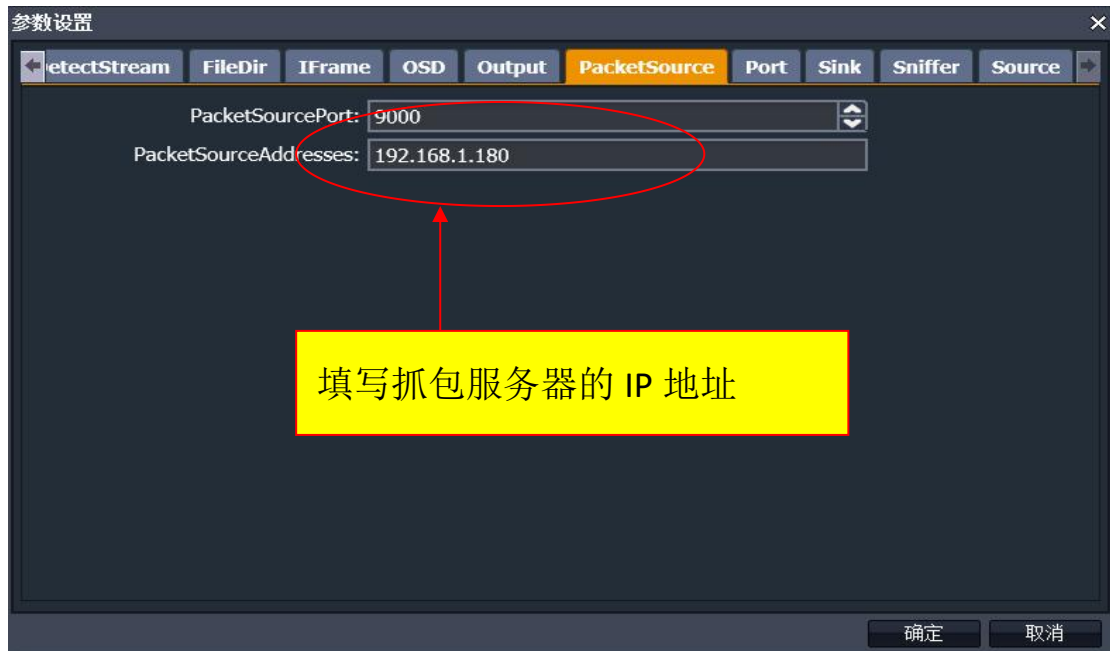 参数设置
etectStream FileDir IFrame OSD Output PacketSource Port Sink Sniffer Source
PacketSourcePort: 9000
PacketSourceAddresses: 192.168.1.180
填写抓包服务器的 IP 地址
确定 取消